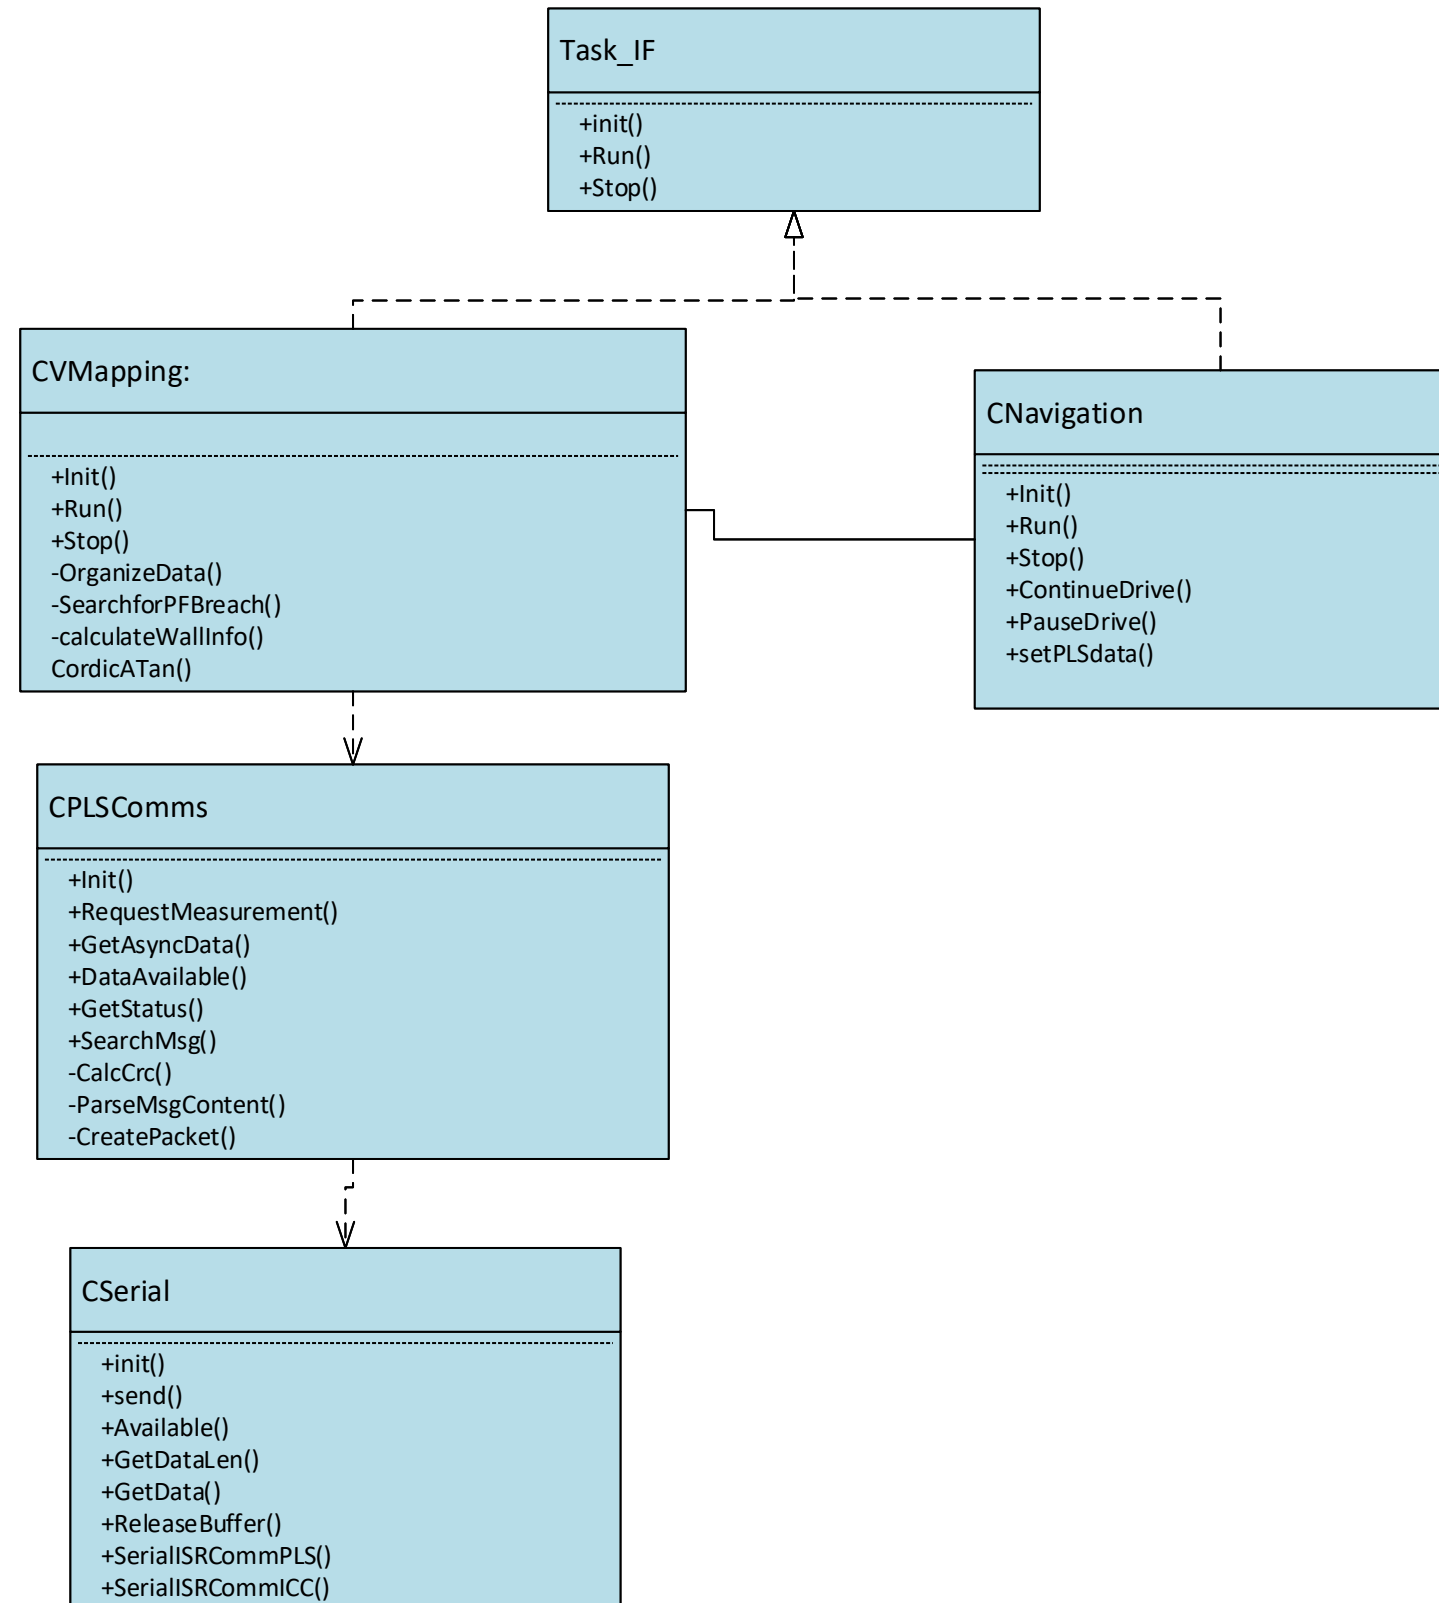 Task_IF
+init()
+Run()
+Stop()
CVMapping:
+Init()
+Run()
+Stop()
-OrganizeData()
-SearchforPFBreach()
-calculateWallInfo()
CordicATan()
CNavigation
+Init()
+Run()
+Stop()
+ContinueDrive()
+PauseDrive()
+setPLSdata()
CPLSComms
+Init()
+RequestMeasurement()
+GetAsyncData()
+DataAvailable()
+GetStatus()
+SearchMsg()
-CalcCrc()
-ParseMsgContent()
-CreatePacket()
CSerial
+init()
+send()
+Available()
+GetDataLen()
+GetData()
+ReleaseBuffer()
+SerialISRCommPLS()
+SerialISRCommICC()